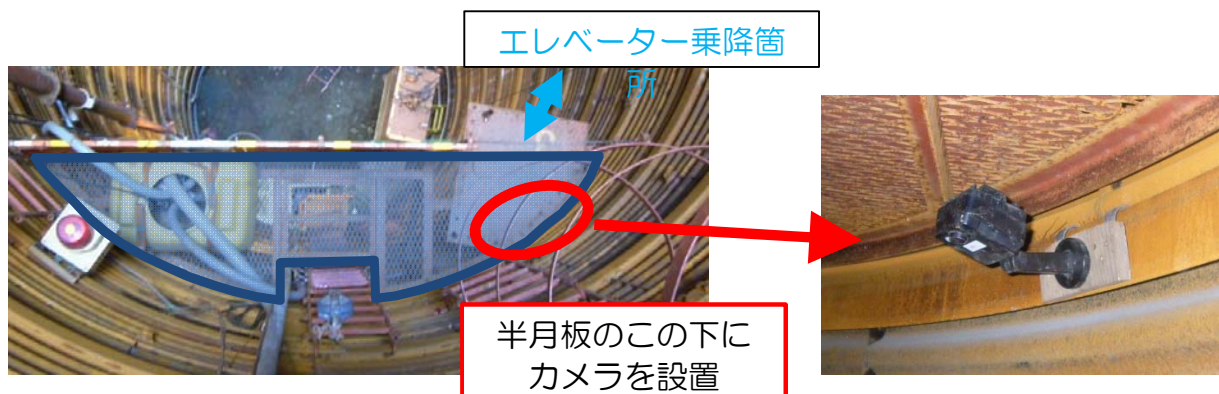 エレベーター乗降箇
所
半月板のこの下に
カメラを設置